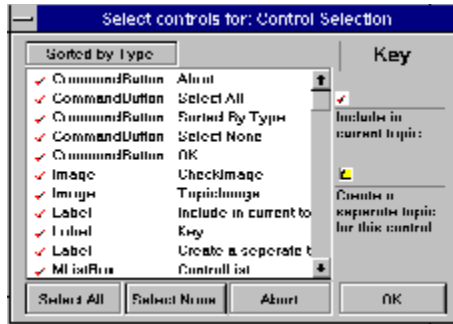 Select controls for: Control Selection
Sorted by Type
Key
CommandButton About
CommandButton Select All
CommandButton Sorted By Type
CommandButton Select None
CommandButton OK
Image CheckImage
Image TopicImage
Label Include in current to
Label Key
Label Create a seperate t
MListBox ControlList
Include in
current topic
Create a
seperate topic
for this control
Select All
Select None
About
OK